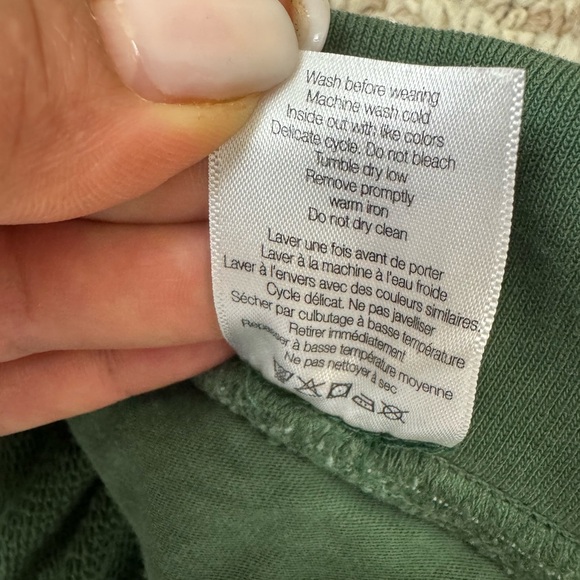 Wash before wearing
Machine wash cold
Inside out with like colors
Delicate cycle. Do not bleach
Tumble dry low
Remove promptly
warm iron
Do not dry clean
Laver une fois avant de porter
Laver à la machine à l'eau froide
Laver à l'envers avec des couleurs similaires.
Cycle délicat. Ne pas javelliser
Sécher par culbutage à basse température
Retirer immédiatement
Repasser à basse température moyenne
Ne pas nettoyer à sec